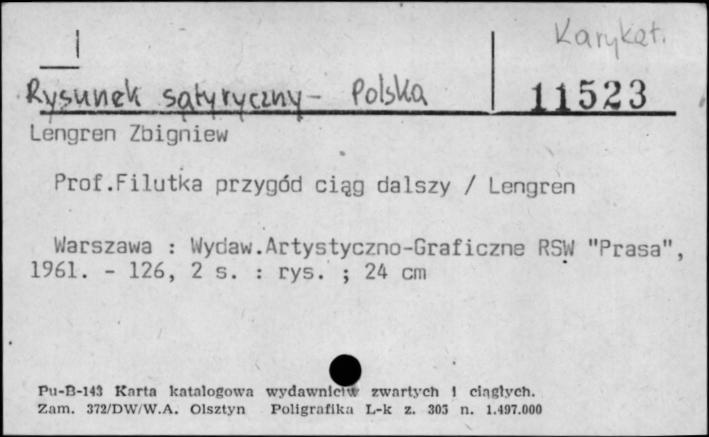 Karykat.
Rysunek satyryczny - Polska
11523
Lengren Zbigniew
Prof.Filutka przygód ciąg dalszy / Lengren
Warszawa : Wydaw.Artystyczno-Graficzne RSW "Prasa",
1961. - 126, 2 s. : rys. ; 24 cm
Pu-B-143 Karta katalogowa wydawnictw zwartych i ciągłych.
Zam. 372/DW/W.A. Olsztyn Poligrafika L-k z. 305 n. 1.497.000